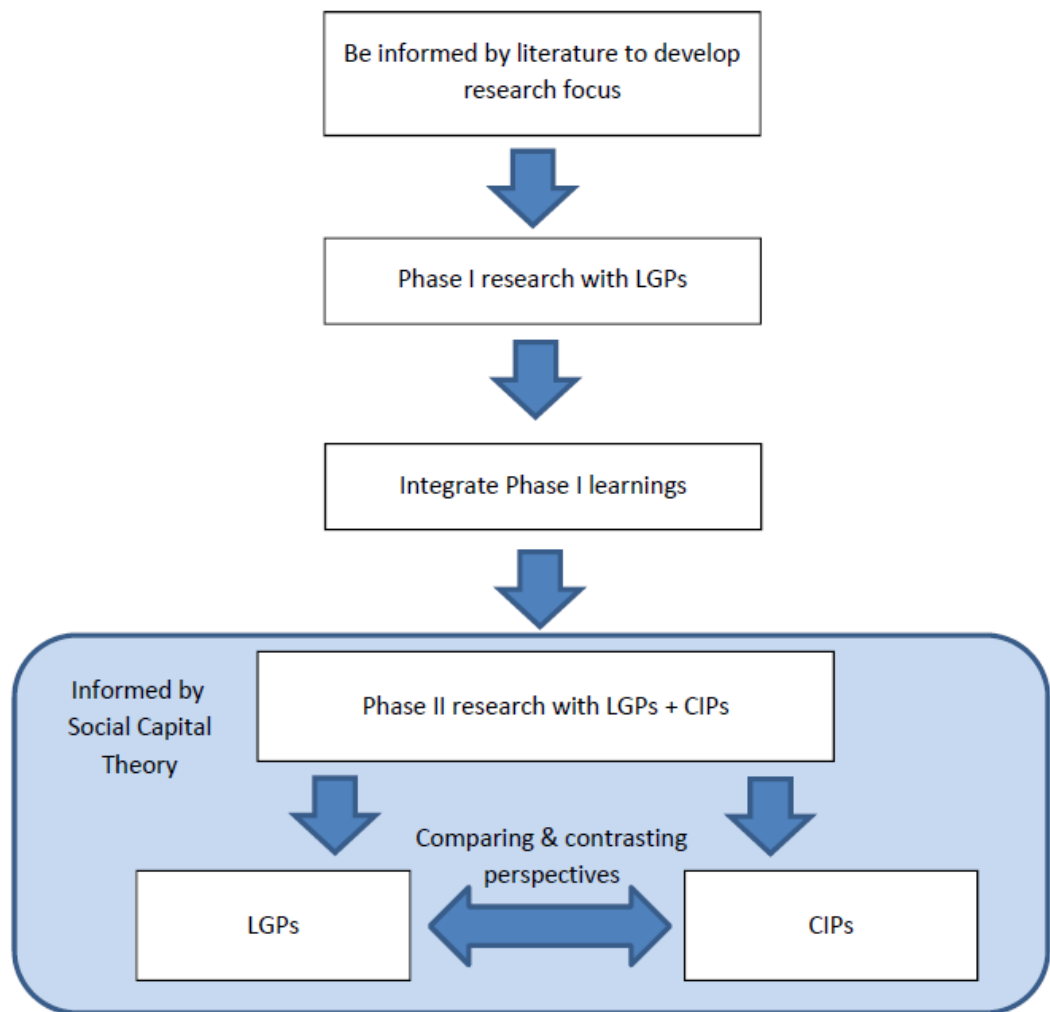 Be informed by literature to develop
research focus
Phase I research with LGPs
Integrate Phase I learnings
Informed by
Social Capital
Theory
Phase II research with LGPs + CIPs
Comparing & contrasting
perspectives
LGPs
CIPs